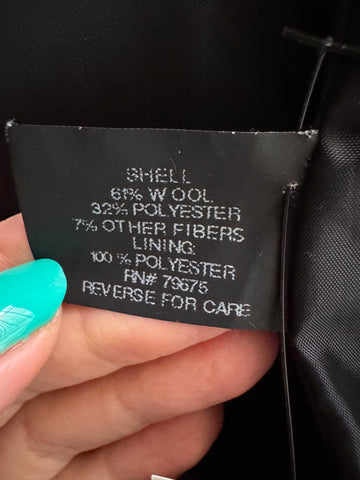 SHELL
61% WOOL
32% POLYESTER
7% OTHER FIBERS
LINING:
100 % POLYESTER
RN# 79675
REVERSE FOR CARE